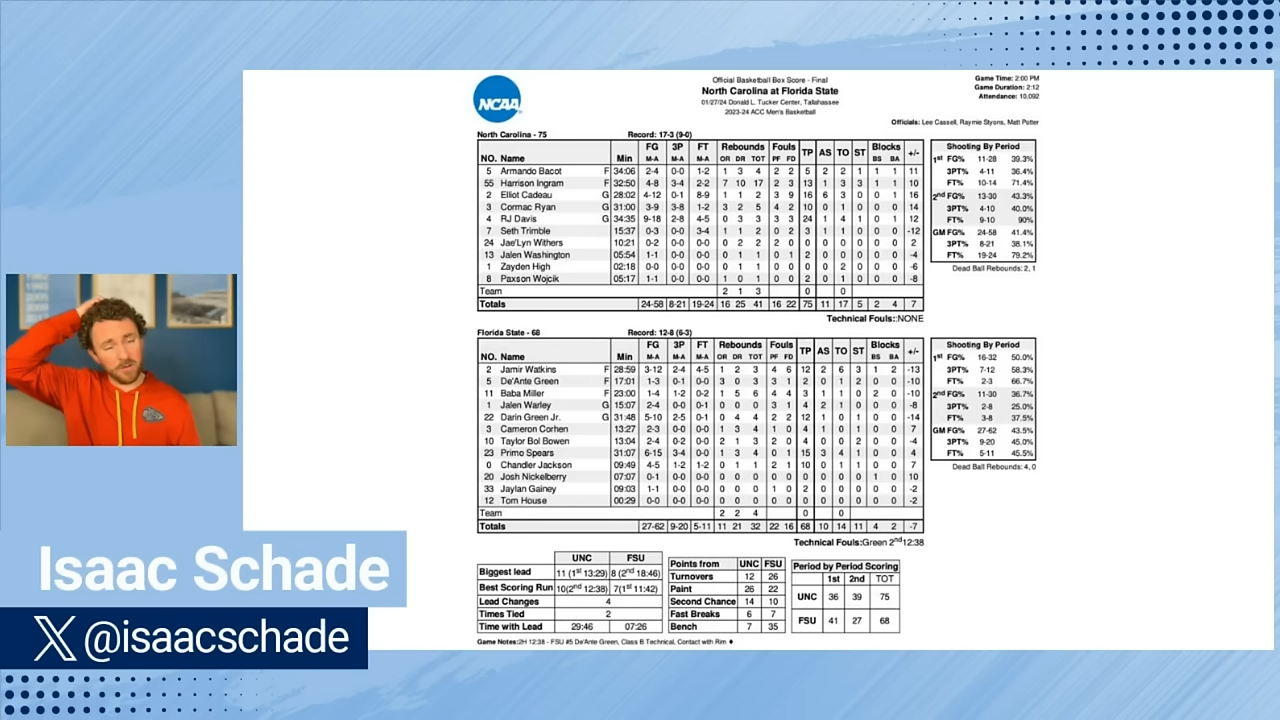 NCAA
Official Basketball Box Score - Final
North Carolina at Florida State
01/27/24 Donald L. Tucker Center, Tallahassee
2023-24 ACC Men's Basketball
Game Time: 2:00 PM
Game Duration: 2:12
Attendance: 10,092
Officials: Lee Cassell, Raymie Styons, Matt Potter
North Carolina - 75 Record: 17-3 (9-0)
FG 3P FT Rebounds Fouls TP AS TO ST Blocks +/-
NO. Name Min M-A M-A M-A OR DR TOT PF FD BS BA
5 Armando Bacot F 34:06 2-4 0-0 1-2 1 3 4 2 2 5 2 2 1 1 1 11
55 Harrison Ingram F 32:50 4-8 3-4 2-2 7 10 17 2 3 13 1 3 3 1 1 10
2 Elliot Cadeau G 28:02 4-12 0-1 8-9 1 1 2 3 9 16 6 3 0 0 1 16
3 Cormac Ryan G 31:00 3-9 3-8 1-2 3 2 5 4 2 10 0 1 0 0 0 14
4 RJ Davis G 34:35 9-18 2-8 4-5 0 3 3 3 3 24 1 4 1 0 1 12
7 Seth Trimble 15:37 0-3 0-0 3-4 1 1 2 0 2 3 1 1 0 0 0 -12
24 Jae'Lyn Withers 10:21 0-2 0-0 0-0 0 2 2 2 0 0 0 0 0 0 0 2
13 Jalen Washington 05:54 1-1 0-0 0-0 0 1 1 0 1 2 0 0 0 0 0 -4
1 Zayden High 02:18 0-0 0-0 0-0 0 1 1 0 0 0 0 2 0 0 0 -6
8 Paxson Wojcik 05:17 1-1 0-0 0-0 1 0 1 0 0 2 0 0 0 0 0 -8
Team 2 1 3 0 0
Totals 24-58 8-21 19-24 16 25 41 16 22 75 11 17 5 2 4 7
Technical Fouls::NONE
Shooting By Period
1st FG% 11-28 39.3%
3PT% 4-11 36.4%
FT% 10-14 71.4%
2nd FG% 13-30 43.3%
3PT% 4-10 40.0%
FT% 9-10 90%
GM FG% 24-58 41.4%
3PT% 8-21 38.1%
FT% 19-24 79.2%
Dead Ball Rebounds: 2, 1
Florida State - 68 Record: 12-8 (6-3)
FG 3P FT Rebounds Fouls TP AS TO ST Blocks +/-
NO. Name Min M-A M-A M-A OR DR TOT PF FD BS BA
2 Jamir Watkins F 28:59 3-12 2-4 4-5 1 2 3 4 6 12 2 6 3 1 2 -13
5 De'Ante Green F 17:01 1-3 0-1 0-0 3 0 3 3 1 2 0 1 2 0 0 -10
11 Baba Miller F 23:00 1-4 1-2 0-2 1 5 6 4 4 3 1 1 0 2 0 -10
1 Jalen Warley G 15:07 2-4 0-0 0-1 0 0 0 3 1 4 2 1 0 0 0 -8
22 Darin Green Jr. G 31:48 5-10 2-5 0-1 0 4 4 2 2 12 1 0 1 0 0 -14
3 Cameron Corhen 13:27 2-3 0-0 0-0 1 3 4 1 0 4 0 1 0 0 0 7
10 Taylor Bol Bowen 13:04 2-4 0-2 0-0 2 1 3 2 0 4 0 0 2 0 0 -4
23 Primo Spears 31:07 6-15 3-4 0-0 1 3 4 0 1 15 3 4 1 0 0 4
0 Chandler Jackson 09:49 4-5 1-2 1-2 0 1 1 2 1 10 0 1 1 0 0 7
20 Josh Nickelberry 07:07 0-1 0-0 0-0 0 0 0 0 0 0 0 0 0 1 0 10
33 Jaylan Gainey 09:03 1-1 0-0 0-0 0 0 0 1 0 2 0 0 0 0 0 -2
12 Tom House 00:29 0-0 0-0 0-0 0 0 0 0 0 0 0 0 0 0 0 -2
Team 2 2 4 0 0
Totals 27-62 9-20 5-11 11 21 32 22 16 68 10 14 11 4 2 -7
Technical Fouls:Green 2nd 12:38
Shooting By Period
1st FG% 16-32 50.0%
3PT% 7-12 58.3%
FT% 2-3 66.7%
2nd FG% 11-30 36.7%
3PT% 2-8 25.0%
FT% 3-8 37.5%
GM FG% 27-62 43.5%
3PT% 9-20 45.0%
FT% 5-11 45.5%
Dead Ball Rebounds: 4, 0
UNC FSU
Biggest lead 11 (1st 13:29) 8 (2nd 18:46)
Best Scoring Run 10(2nd 12:38) 7(1st 11:42)
Lead Changes 4
Times Tied 2
Time with Lead 29:46 07:26
Points from UNC FSU
Turnovers 12 26
Paint 26 22
Second Chance 14 10
Fast Breaks 6 7
Bench 7 35
Period by Period Scoring
1st 2nd TOT
UNC 36 39 75
FSU 41 27 68
Game Notes:2H 12:38 - FSU #5 De'Ante Green, Class B Technical, Contact with Rim ♦
Isaac Schade
X @isaacschade